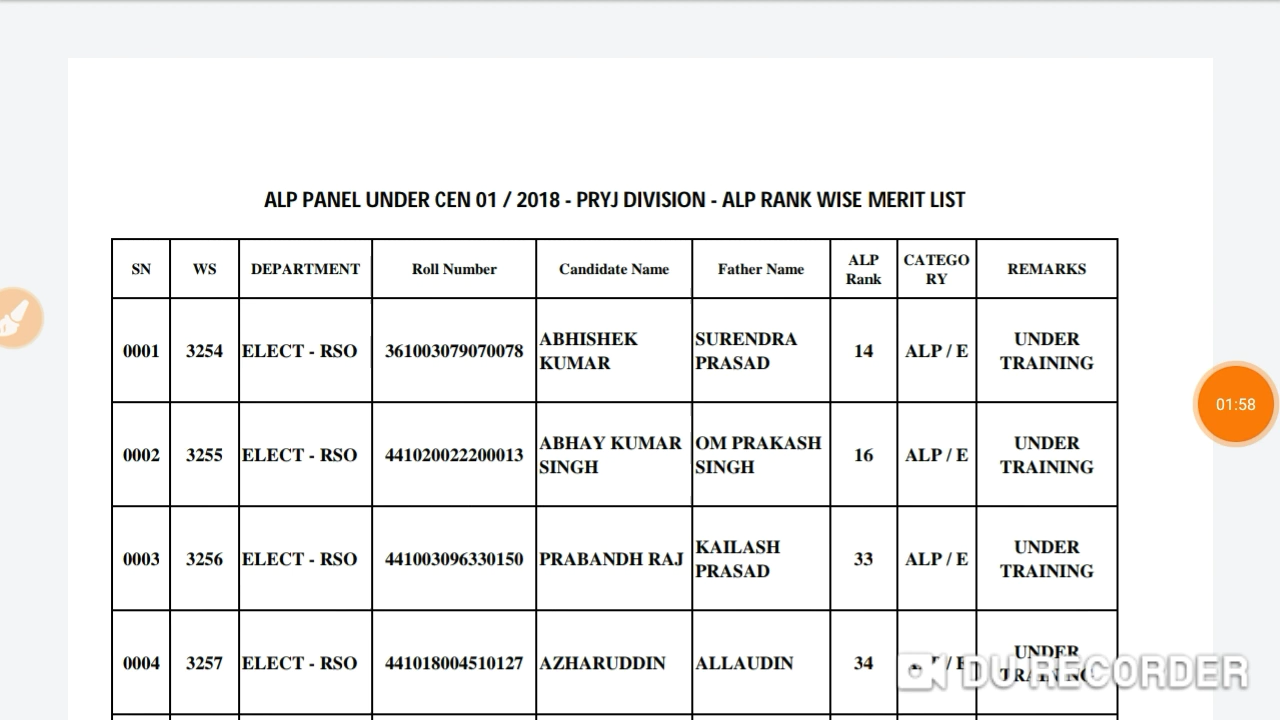 ALP PANEL UNDER CEN 01 / 2018 - PRYJ DIVISION - ALP RANK WISE MERIT LIST
SN WS DEPARTMENT Roll Number Candidate Name Father Name ALP Rank CATEGO RY REMARKS
0001 3254 ELECT - RSO 361003079070078 ABHISHEK KUMAR SURENDRA PRASAD 14 ALP / E UNDER TRAINING
0002 3255 ELECT - RSO 441020022200013 ABHAY KUMAR SINGH OM PRAKASH SINGH 16 ALP / E UNDER TRAINING
0003 3256 ELECT - RSO 441003096330150 PRABANDH RAJ KAILASH PRASAD 33 ALP / E UNDER TRAINING
0004 3257 ELECT - RSO 441018004510127 AZHARUDDIN ALLAUDIN 34 ALP / E UNDER TRAINING
01:58
DU RECORDER